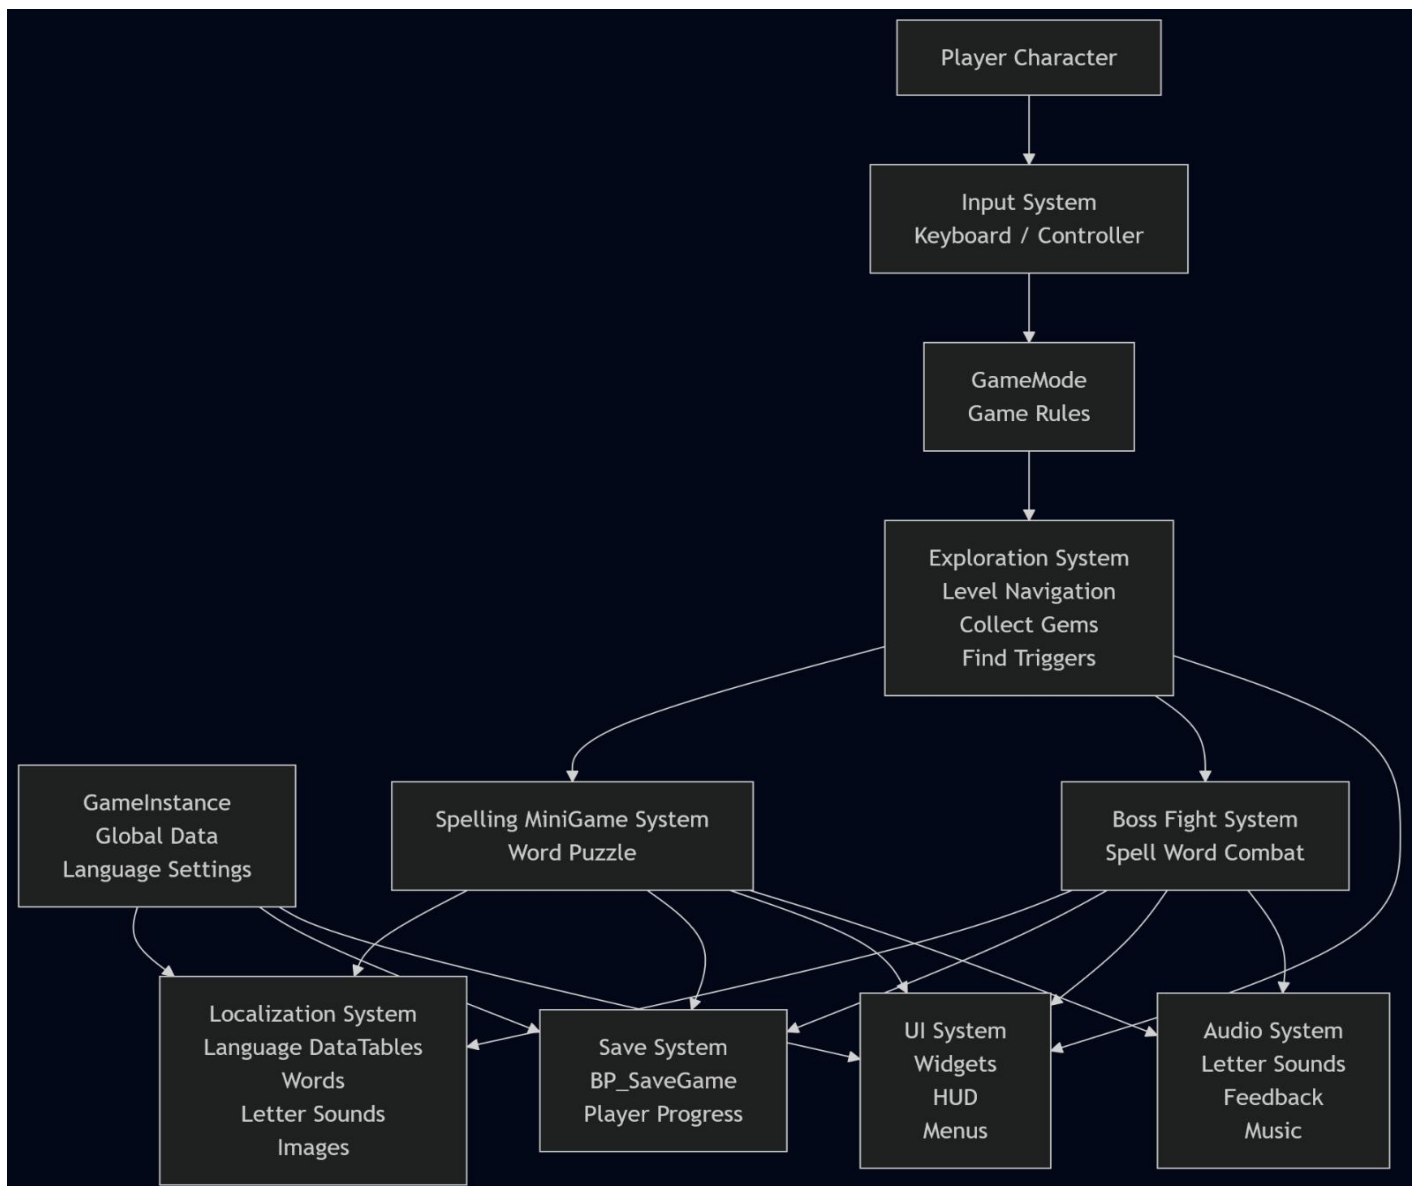 Player Character
Input System
Keyboard / Controller
GameMode
Game Rules
Exploration System
Level Navigation
Collect Gems
Find Triggers
GameInstance
Global Data
Language Settings
Spelling MiniGame System
Word Puzzle
Boss Fight System
Spell Word Combat
Localization System
Language DataTables
Words
Letter Sounds
Images
Save System
BP_SaveGame
Player Progress
UI System
Widgets
HUD
Menus
Audio System
Letter Sounds
Feedback
Music